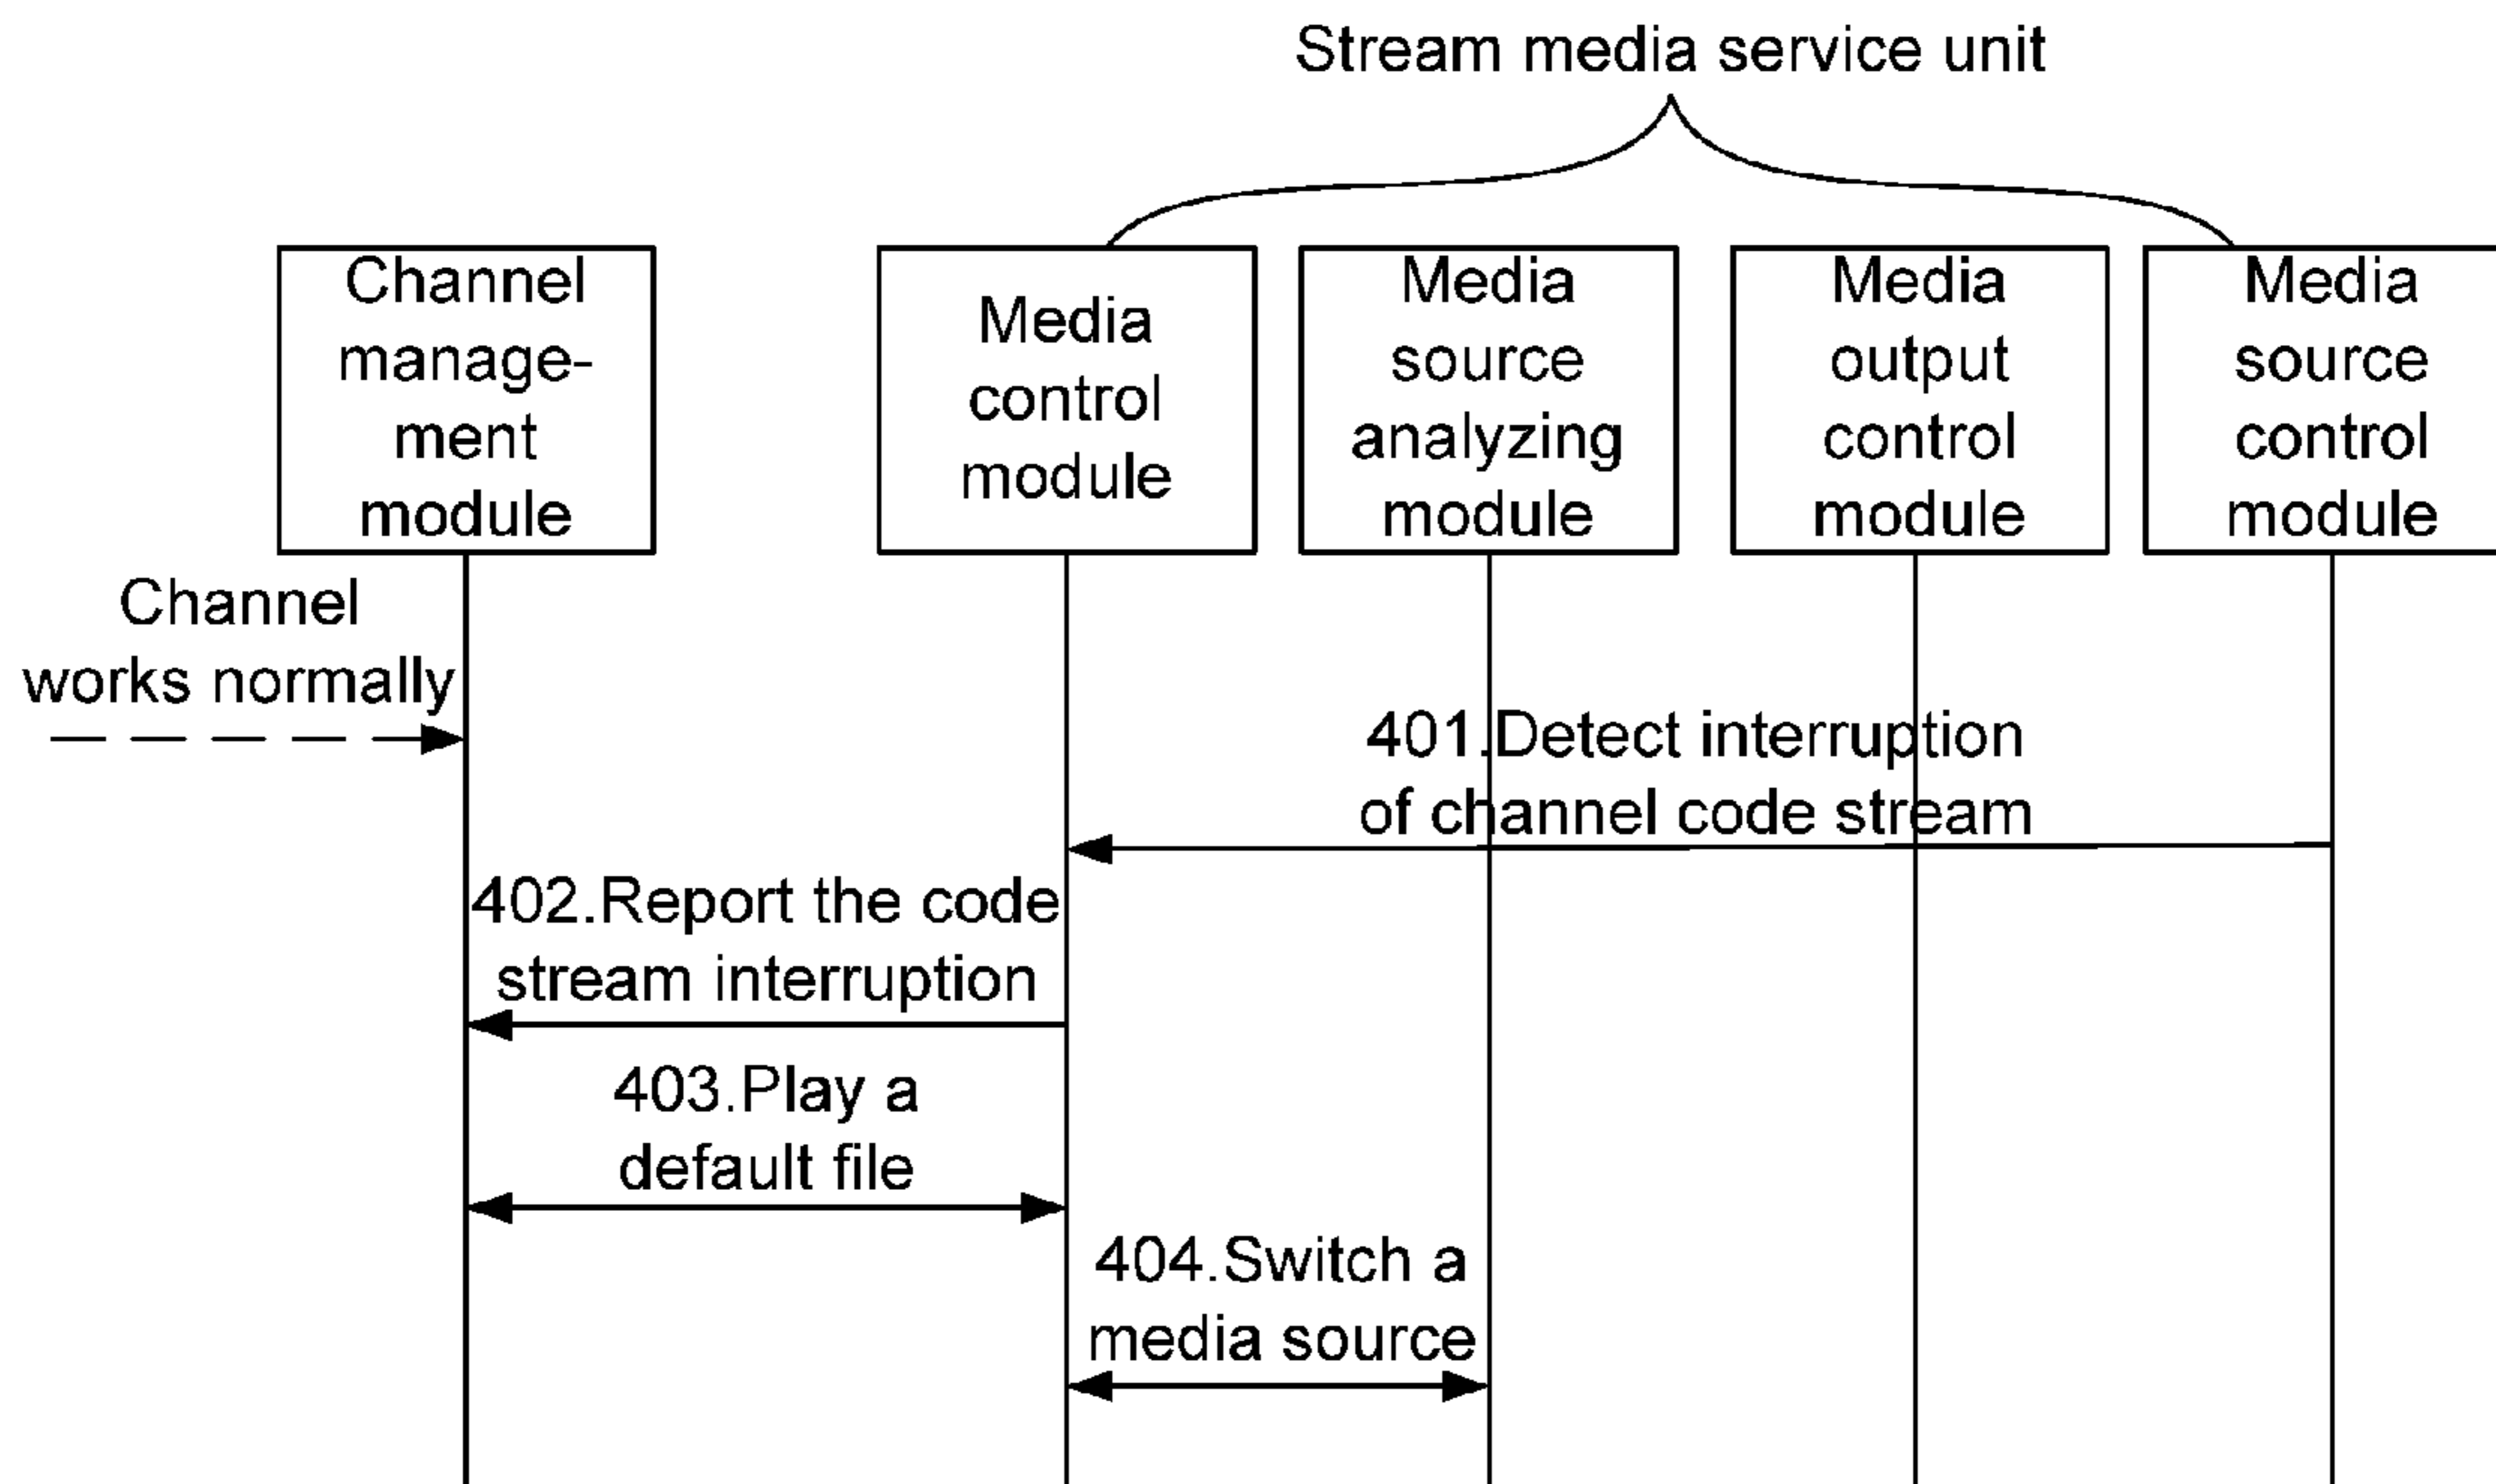 Stream media service unit
Channel
manage-
ment
module
Media
control
module
Media
source
analyzing
module
Media
output
control
module
Media
source
control
module
Channel
works normally
401.Detect interruption
of channel code stream
402.Report the code
stream interruption
403.Play a
default file
404.Switch a
media source